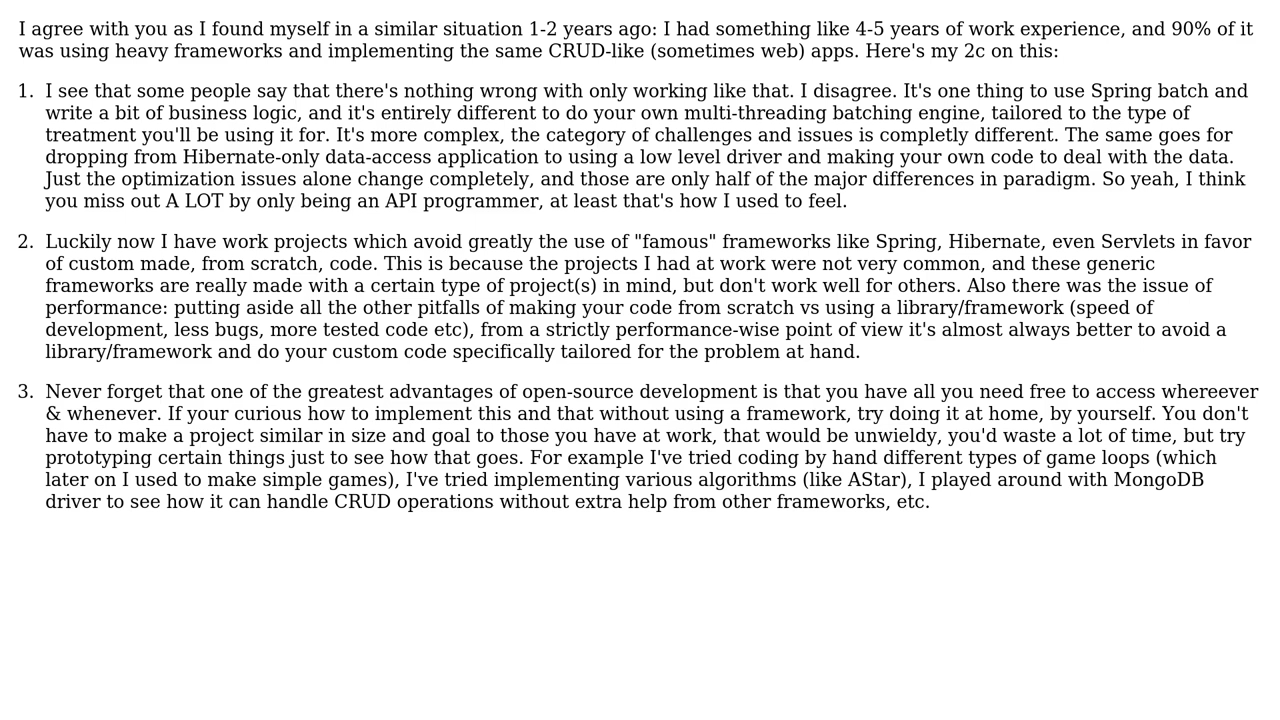 I agree with you as I found myself in a similar situation 1-2 years ago: I had something like 4-5 years of work experience, and 90% of it
was using heavy frameworks and implementing the same CRUD-like (sometimes web) apps. Here's my 2c on this:
1. I see that some people say that there's nothing wrong with only working like that. I disagree. It's one thing to use Spring batch and
write a bit of business logic, and it's entirely different to do your own multi-threading batching engine, tailored to the type of
treatment you'll be using it for. It's more complex, the category of challenges and issues is completly different. The same goes for
dropping from Hibernate-only data-access application to using a low level driver and making your own code to deal with the data.
Just the optimization issues alone change completely, and those are only half of the major differences in paradigm. So yeah, I think
you miss out A LOT by only being an API programmer, at least that's how I used to feel.
2. Luckily now I have work projects which avoid greatly the use of "famous" frameworks like Spring, Hibernate, even Servlets in favor
of custom made, from scratch, code. This is because the projects I had at work were not very common, and these generic
frameworks are really made with a certain type of project(s) in mind, but don't work well for others. Also there was the issue of
performance: putting aside all the other pitfalls of making your code from scratch vs using a library/framework (speed of
development, less bugs, more tested code etc), from a strictly performance-wise point of view it's almost always better to avoid a
library/framework and do your custom code specifically tailored for the problem at hand.
3. Never forget that one of the greatest advantages of open-source development is that you have all you need free to access whereever
& whenever. If your curious how to implement this and that without using a framework, try doing it at home, by yourself. You don't
have to make a project similar in size and goal to those you have at work, that would be unwieldy, you'd waste a lot of time, but try
prototyping certain things just to see how that goes. For example I've tried coding by hand different types of game loops (which
later on I used to make simple games), I've tried implementing various algorithms (like AStar), I played around with MongoDB
driver to see how it can handle CRUD operations without extra help from other frameworks, etc.